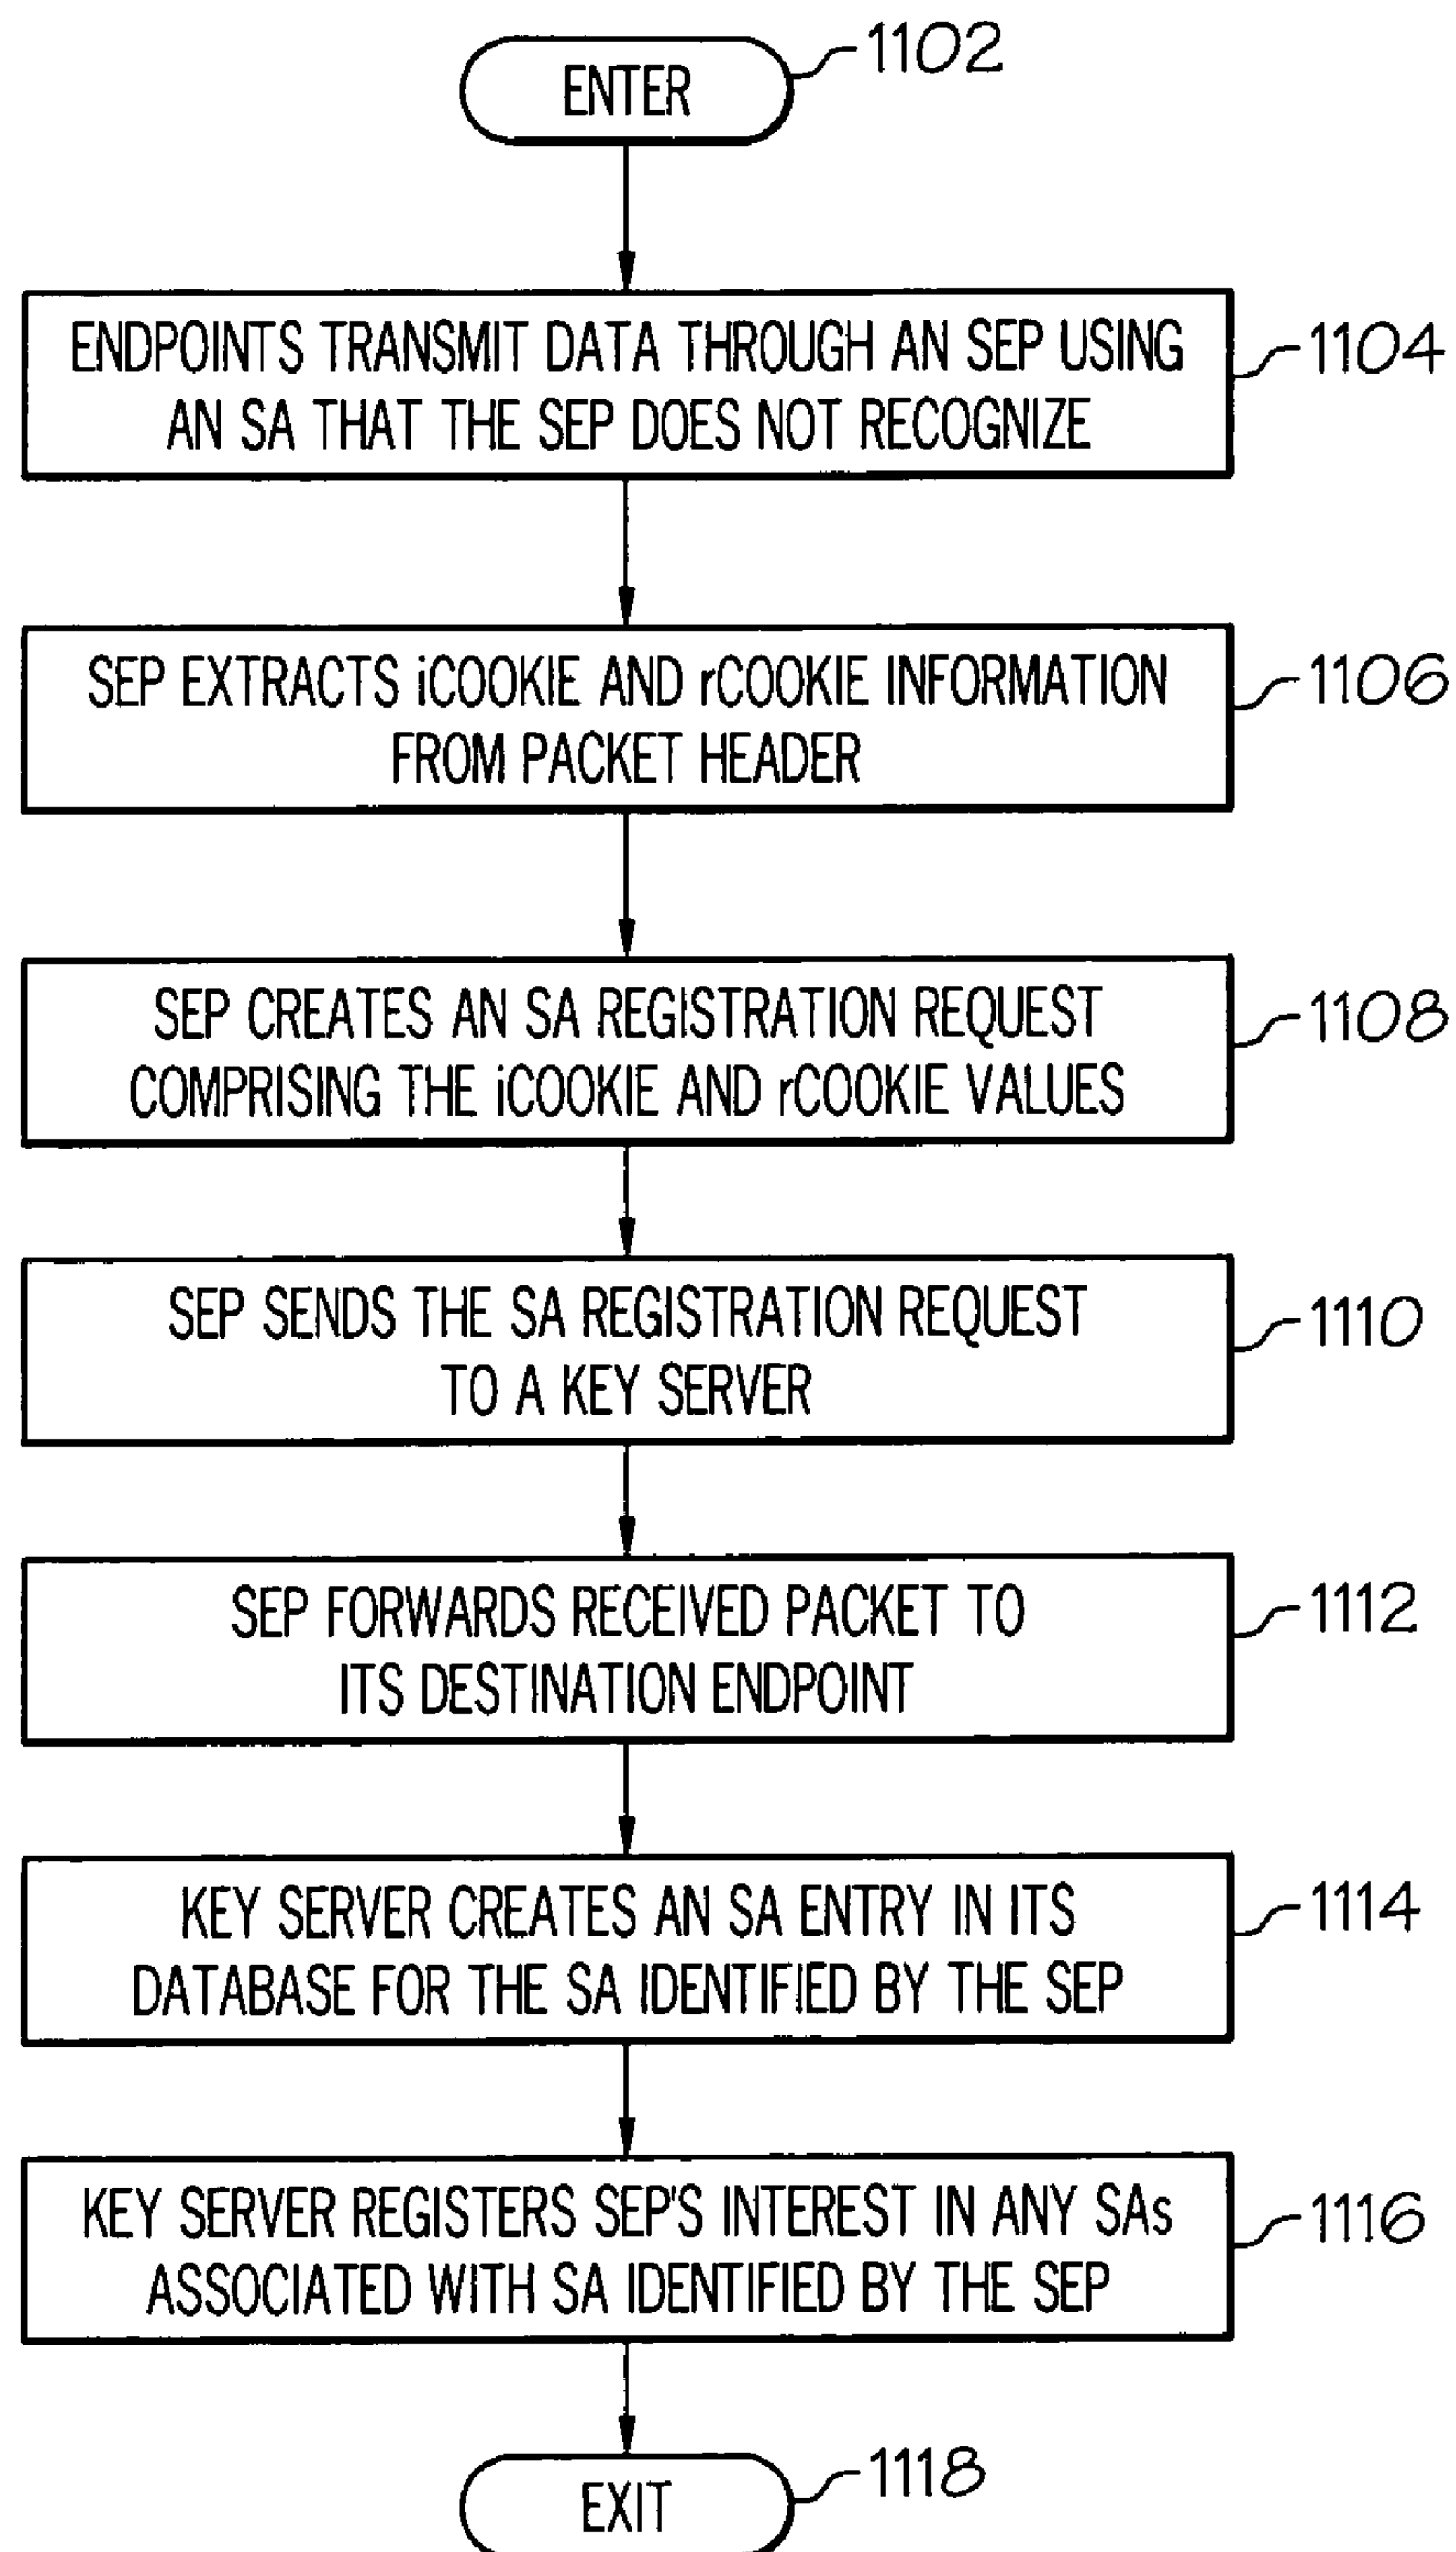 ENTER
1102
ENDPOINTS TRANSMIT DATA THROUGH AN SEP USING
AN SA THAT THE SEP DOES NOT RECOGNIZE
1104
SEP EXTRACTS iCOOKIE AND rCOOKIE INFORMATION
FROM PACKET HEADER
1106
SEP CREATES AN SA REGISTRATION REQUEST
COMPRISING THE iCOOKIE AND rCOOKIE VALUES
1108
SEP SENDS THE SA REGISTRATION REQUEST
TO A KEY SERVER
1110
SEP FORWARDS RECEIVED PACKET TO
ITS DESTINATION ENDPOINT
1112
KEY SERVER CREATES AN SA ENTRY IN ITS
DATABASE FOR THE SA IDENTIFIED BY THE SEP
1114
KEY SERVER REGISTERS SEP'S INTEREST IN ANY SAs
ASSOCIATED WITH SA IDENTIFIED BY THE SEP
1116
EXIT
1118